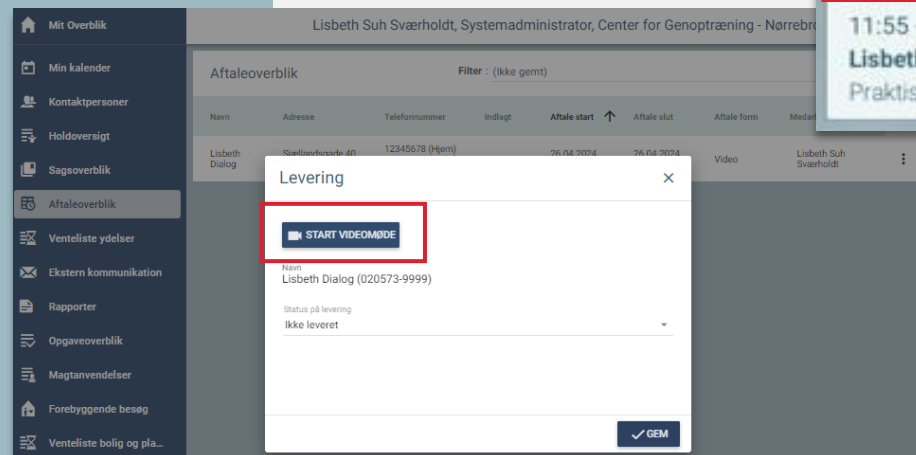 Mit Overblik
Min kalender
Kontaktpersoner
Holdoversigt
Sagsoverblik
Aftaleoverblik
Venteliste ydelser
Ekstern kommunikation
Rapporter
Opgaveoverblik
Magtanvendelser
Forebyggende besøg
Venteliste bolig og pla...
Lisbeth Suh Sværholdt, Systemadministrator, Center for Genoptræning - Nørrebro
11:55
Lisbeth
Praktis
Aftaleoverblik
Filter : (Ikke gemt)
Navn Adresse Telefonnummer Indlagt Aftale start Aftale slut Aftale form
Lisbeth Dialog Sjællandsgade 40 12345678 (Hjem) 26.04.2024 26.04.2024 Video Lisbeth Suh Sværholdt
Levering
START VIDEOMØDE
Navn
Lisbeth Dialog (020573-9999)
Status på levering
Ikke leveret
GEM